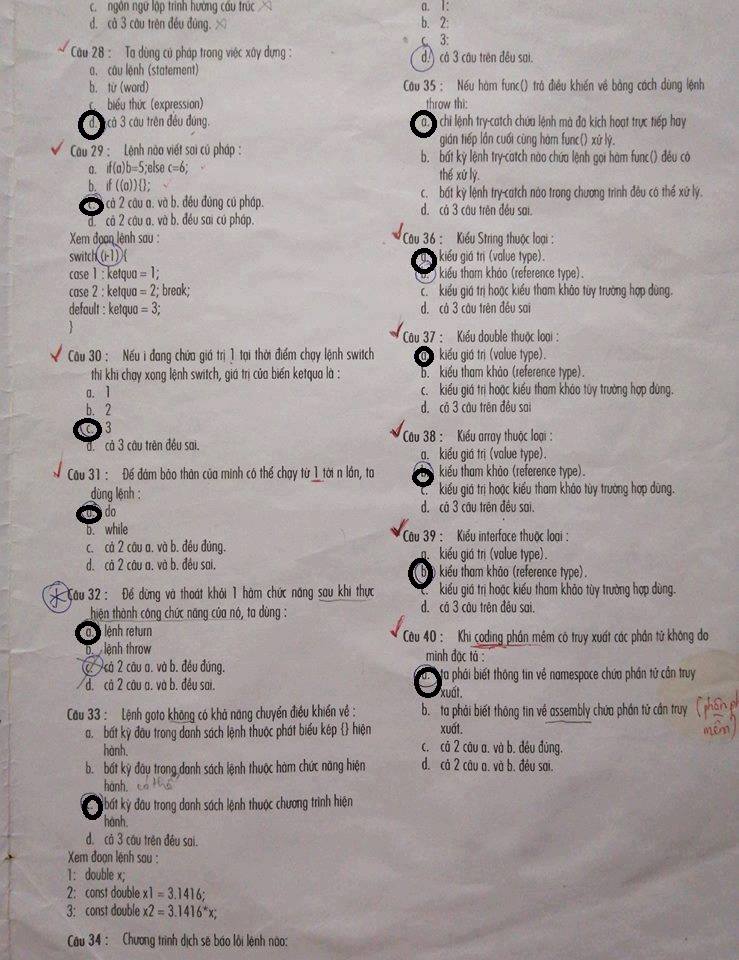 c. ngôn ngữ lập trình hướng cấu trúc
d. cả 3 câu trên đều đúng.
Câu 28 : Ta dùng cú pháp trong việc xây dựng :
a. câu lệnh (statement)
b. từ (word)
c. biểu thức (expression)
d. cả 3 câu trên đều đúng.
Câu 29 : Lệnh nào viết sai cú pháp :
a. if(a)b=5;else c=6;
b. if ((a)){};
c. cả 2 câu a. và b. đều đúng cú pháp.
d. cả 2 câu a. và b. đều sai cú pháp.
Xem đoạn lệnh sau :
switch(i-1) {
case 1 : ketqua = 1;
case 2 : ketqua = 2; break;
default : ketqua = 3;
}
Câu 30 : Nếu i đang chứa giá trị 1 tại thời điểm chạy lệnh switch
thì khi chạy xong lệnh switch, giá trị của biến ketqua là :
a. 1
b. 2
c. 3
d. cả 3 câu trên đều sai.
Câu 31 : Để đảm bảo thân của mình có thể chạy từ 1 tới n lần, ta
dùng lệnh :
a. do
b. while
c. cả 2 câu a. và b. đều đúng.
d. cả 2 câu a. và b. đều sai.
Câu 32 : Để dừng và thoát khỏi 1 hàm chức năng sau khi thực
hiện thành công chức năng của nó, ta dùng :
a. lệnh return
b. lệnh throw
c. cả 2 câu a. và b. đều đúng.
d. cả 2 câu a. và b. đều sai.
Câu 33 : Lệnh goto không có khả năng chuyển điều khiển về :
a. bất kỳ đâu trong danh sách lệnh thuộc phát biểu kép {} hiện
hành.
b. bất kỳ đâu trong danh sách lệnh thuộc hàm chức năng hiện
hành. có thể
c. bất kỳ đâu trong danh sách lệnh thuộc chương trình hiện
hành.
d. cả 3 câu trên đều sai.
Xem đoạn lệnh sau :
1: double x;
2: const double x1 = 3.1416;
3: const double x2 = 3.1416*x;
Câu 34 : Chương trình dịch sẽ báo lỗi lệnh nào:
a. 1:
b. 2:
c. 3:
d. cả 3 câu trên đều sai.
Câu 35 : Nếu hàm func() trả điều khiển về bằng cách dùng lệnh
throw thì:
a. chỉ lệnh try-catch chứa lệnh mà đã kích hoạt trực tiếp hay
gián tiếp lần cuối cùng hàm func() xử lý.
b. bất kỳ lệnh try-catch nào chứa lệnh gọi hàm func() đều có
thể xử lý.
c. bất kỳ lệnh try-catch nào trong chương trình đều có thể xử lý.
d. cả 3 câu trên đều sai.
Câu 36 : Kiểu String thuộc loại :
a. kiểu giá trị (value type).
b. kiểu tham khảo (reference type).
c. kiểu giá trị hoặc kiểu tham khảo tùy trường hợp dùng.
d. cả 3 câu trên đều sai
Câu 37 : Kiểu double thuộc loại :
a. kiểu giá trị (value type).
b. kiểu tham khảo (reference type).
c. kiểu giá trị hoặc kiểu tham khảo tùy trường hợp dùng.
d. cả 3 câu trên đều sai
Câu 38 : Kiểu array thuộc loại :
a. kiểu giá trị (value type).
b. kiểu tham khảo (reference type).
c. kiểu giá trị hoặc kiểu tham khảo tùy trường hợp dùng.
d. cả 3 câu trên đều sai.
Câu 39 : Kiểu interface thuộc loại :
a. kiểu giá trị (value type).
b. kiểu tham khảo (reference type).
c. kiểu giá trị hoặc kiểu tham khảo tùy trường hợp dùng.
d. cả 3 câu trên đều sai.
Câu 40 : Khi coding phần mềm có truy xuất các phần tử không do
mình đặc tả :
a. ta phải biết thông tin về namespace chứa phần tử cần truy
xuất.
b. ta phải biết thông tin về assembly chứa phần tử cần truy (phần
xuất. mềm)
c. cả 2 câu a. và b. đều đúng.
d. cả 2 câu a. và b. đều sai.